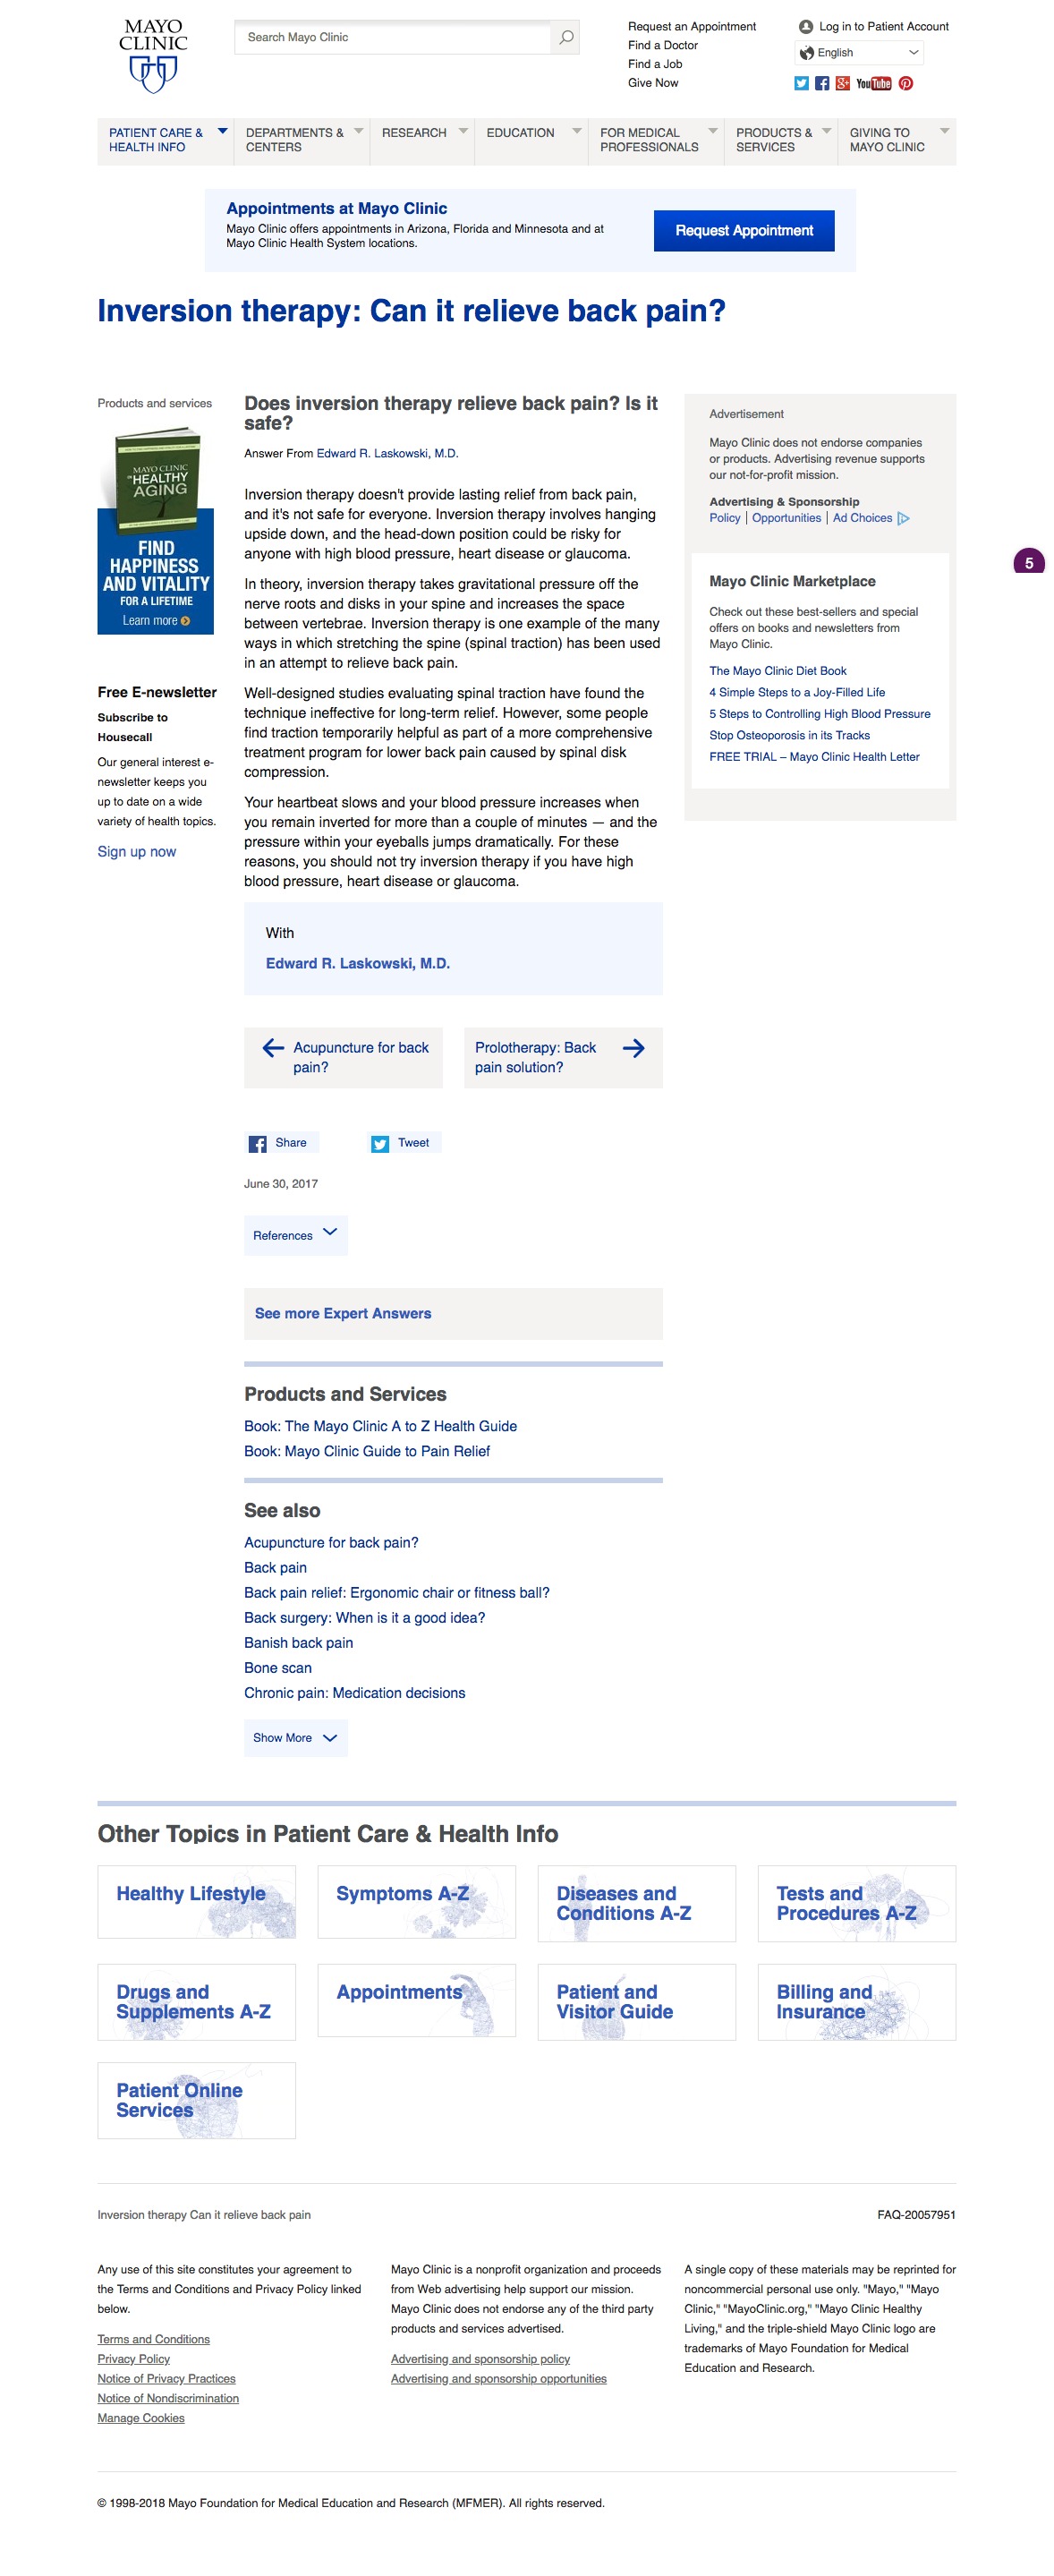 MAYO
CLINIC
Search Mayo Clinic
Request an Appointment
Find a Doctor
Find a Job
Give Now
Log in to Patient Account
English
YouTube
PATIENT CARE &
HEALTH INFO
DEPARTMENTS &
CENTERS
RESEARCH
EDUCATION
FOR MEDICAL
PROFESSIONALS
PRODUCTS &
SERVICES
GIVING TO
MAYO CLINIC
Appointments at Mayo Clinic
Mayo Clinic offers appointments in Arizona, Florida and Minnesota and at
Mayo Clinic Health System locations.
Request Appointment
Inversion therapy: Can it relieve back pain?
Products and services
MAYO CLINIC
HEALTHY
AGING
FIND
HAPPINESS
AND VITALITY
FOR A LIFETIME
Learn more
Free E-newsletter
Subscribe to
Housecall
Our general interest e-
newsletter keeps you
up to date on a wide
variety of health topics.
Sign up now
Does inversion therapy relieve back pain? Is it
safe?
Answer From Edward R. Laskowski, M.D.
Inversion therapy doesn't provide lasting relief from back pain,
and it's not safe for everyone. Inversion therapy involves hanging
upside down, and the head-down position could be risky for
anyone with high blood pressure, heart disease or glaucoma.
In theory, inversion therapy takes gravitational pressure off the
nerve roots and disks in your spine and increases the space
between vertebrae. Inversion therapy is one example of the many
ways in which stretching the spine (spinal traction) has been used
in an attempt to relieve back pain.
Well-designed studies evaluating spinal traction have found the
technique ineffective for long-term relief. However, some people
find traction temporarily helpful as part of a more comprehensive
treatment program for lower back pain caused by spinal disk
compression.
Your heartbeat slows and your blood pressure increases when
you remain inverted for more than a couple of minutes — and the
pressure within your eyeballs jumps dramatically. For these
reasons, you should not try inversion therapy if you have high
blood pressure, heart disease or glaucoma.
With
Edward R. Laskowski, M.D.
Acupuncture for back
pain?
Prolotherapy: Back
pain solution?
Share
Tweet
June 30, 2017
References
See more Expert Answers
Products and Services
Book: The Mayo Clinic A to Z Health Guide
Book: Mayo Clinic Guide to Pain Relief
See also
Acupuncture for back pain?
Back pain
Back pain relief: Ergonomic chair or fitness ball?
Back surgery: When is it a good idea?
Banish back pain
Bone scan
Chronic pain: Medication decisions
Show More
Advertisement
Mayo Clinic does not endorse companies
or products. Advertising revenue supports
our not-for-profit mission.
Advertising & Sponsorship
Policy | Opportunities | Ad Choices
Mayo Clinic Marketplace
Check out these best-sellers and special
offers on books and newsletters from
Mayo Clinic.
The Mayo Clinic Diet Book
4 Simple Steps to a Joy-Filled Life
5 Steps to Controlling High Blood Pressure
Stop Osteoporosis in its Tracks
FREE TRIAL – Mayo Clinic Health Letter
5
Other Topics in Patient Care & Health Info
Healthy Lifestyle
Symptoms A-Z
Diseases and
Conditions A-Z
Tests and
Procedures A-Z
Drugs and
Supplements A-Z
Appointments
Patient and
Visitor Guide
Billing and
Insurance
Patient Online
Services
Inversion therapy Can it relieve back pain
FAQ-20057951
Any use of this site constitutes your agreement to
the Terms and Conditions and Privacy Policy linked
below.
Terms and Conditions
Privacy Policy
Notice of Privacy Practices
Notice of Nondiscrimination
Manage Cookies
Mayo Clinic is a nonprofit organization and proceeds
from Web advertising help support our mission.
Mayo Clinic does not endorse any of the third party
products and services advertised.
Advertising and sponsorship policy
Advertising and sponsorship opportunities
A single copy of these materials may be reprinted for
noncommercial personal use only. "Mayo," "Mayo
Clinic," "MayoClinic.org," "Mayo Clinic Healthy
Living," and the triple-shield Mayo Clinic logo are
trademarks of Mayo Foundation for Medical
Education and Research.
© 1998-2018 Mayo Foundation for Medical Education and Research (MFMER). All rights reserved.